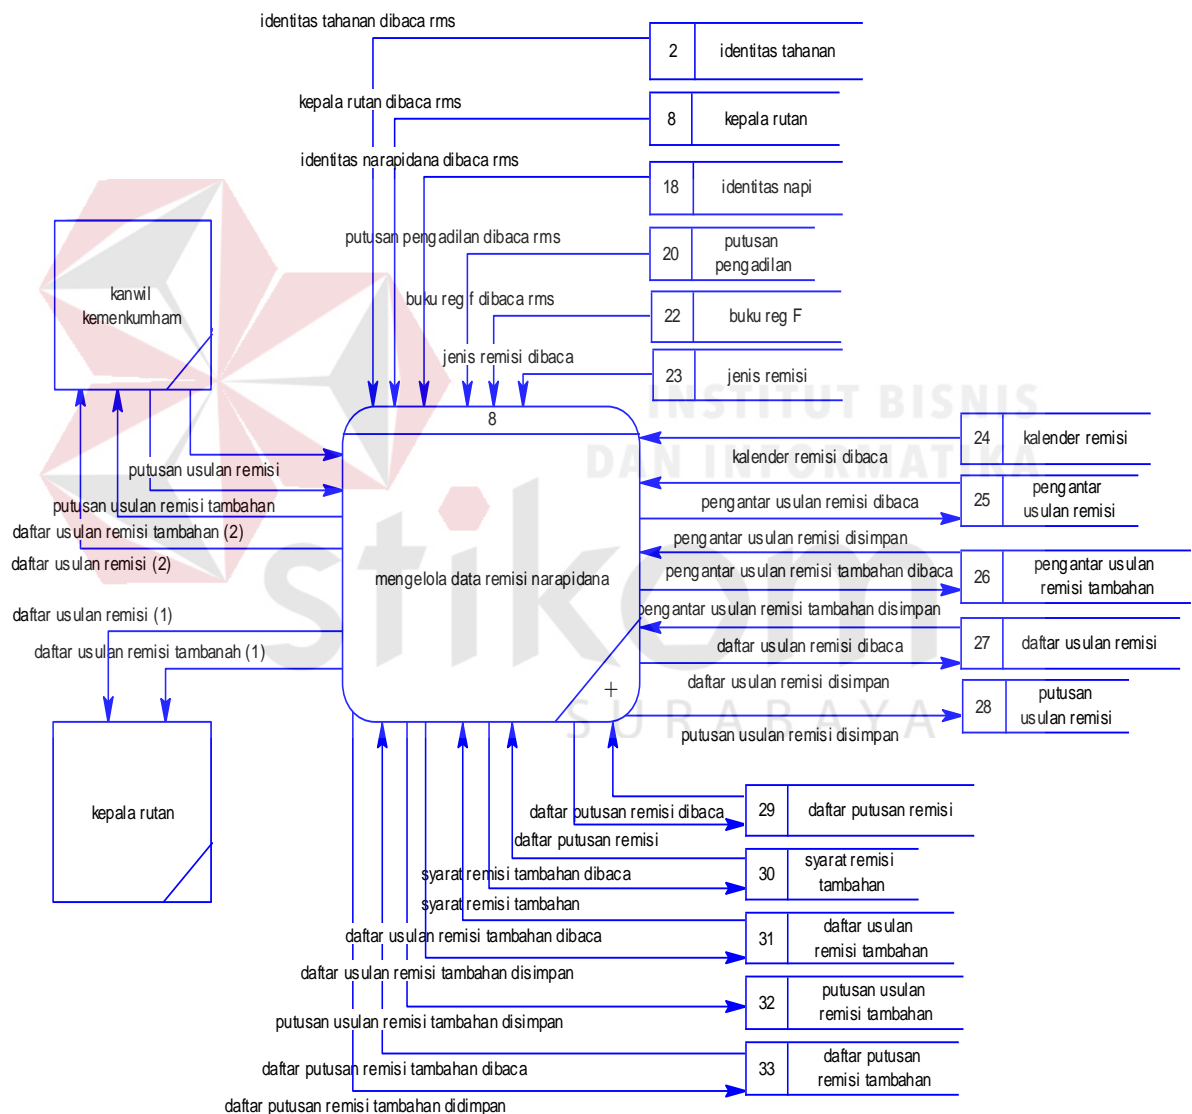 identitas tahanan dibaca rms
2
identitas tahanan
kepala rutan dibaca rms
8
kepala rutan
identitas narapidana dibaca rms
18
identitas napi
putusan pengadilan dibaca rms
20
putusan
pengadilan
buku reg f dibaca rms
22
buku reg F
jenis remisi dibaca
23
jenis remisi
kanwil
kemenkumham
INSTITUT BISNIS
DAN INFORMATIKA
stikom
SURABAYA
8
mengelola data remisi narapidana
+
putusan usulan remisi
putusan usulan remisi tambahan
daftar usulan remisi tambahan (2)
daftar usulan remisi (2)
daftar usulan remisi (1)
daftar usulan remisi tambanah (1)
kepala rutan
24
kalender remisi
kalender remisi dibaca
25
pengantar
usulan remisi
pengantar usulan remisi dibaca
pengantar usulan remisi disimpan
26
pengantar usulan
remisi tambahan
pengantar usulan remisi tambahan dibaca
pengantar usulan remisi tambahan disimpan
27
daftar usulan remisi
daftar usulan remisi dibaca
daftar usulan remisi disimpan
28
putusan
usulan remisi
putusan usulan remisi disimpan
29
daftar putusan remisi
daftar putusan remisi dibaca
daftar putusan remisi
30
syarat remisi
tambahan
syarat remisi tambahan dibaca
syarat remisi tambahan
31
daftar usulan
remisi tambahan
daftar usulan remisi tambahan dibaca
daftar usulan remisi tambahan disimpan
32
putusan usulan
remisi tambahan
putusan usulan remisi tambahan disimpan
33
daftar putusan
remisi tambahan
daftar putusan remisi tambahan dibaca
daftar putusan remisi tambahan didimpan